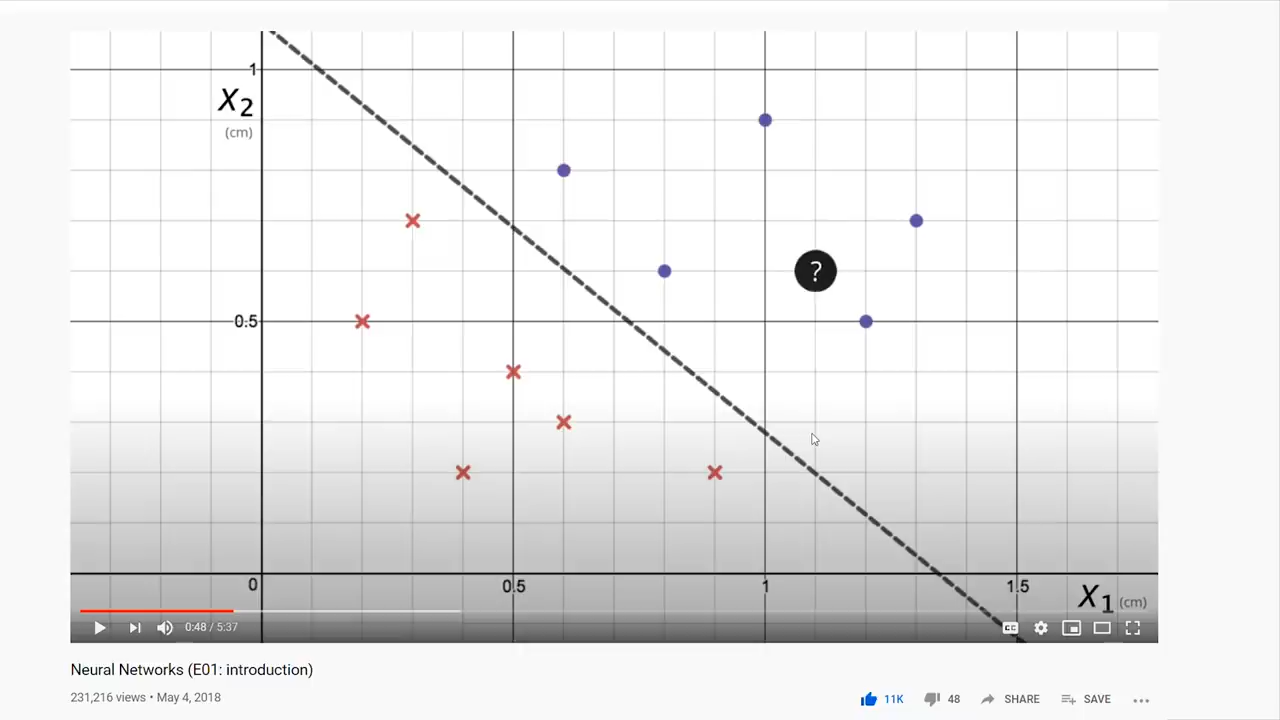 1
X2
(cm)
?
0.5
0
0.5
1
1.5
X1 (cm)
0:48 / 5:37
CC
Neural Networks (E01: introduction)
231,216 views • May 4, 2018
11K
48
SHARE
SAVE